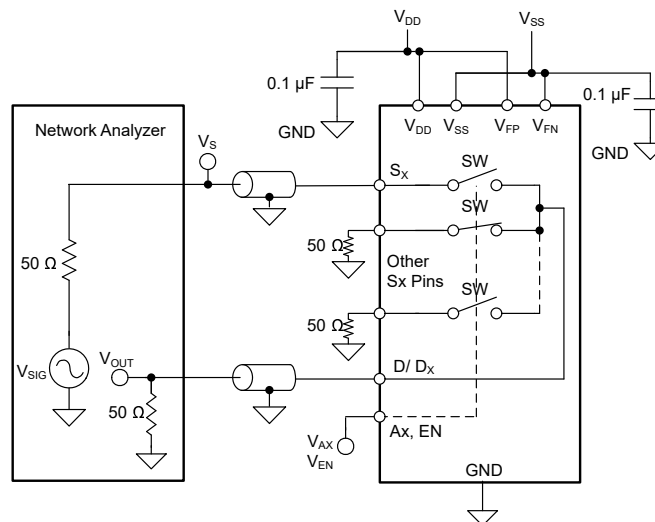 VDD
VSS
0.1 µF
GND
0.1 µF
GND
VDD
VSS
VFP
VFN
Network Analyzer
VS
SX
SW
50 Ω
SW
50 Ω
Other
Sx Pins
SW
50 Ω
VSIG
VOUT
D/ DX
50 Ω
Ax, EN
VAX
VEN
GND